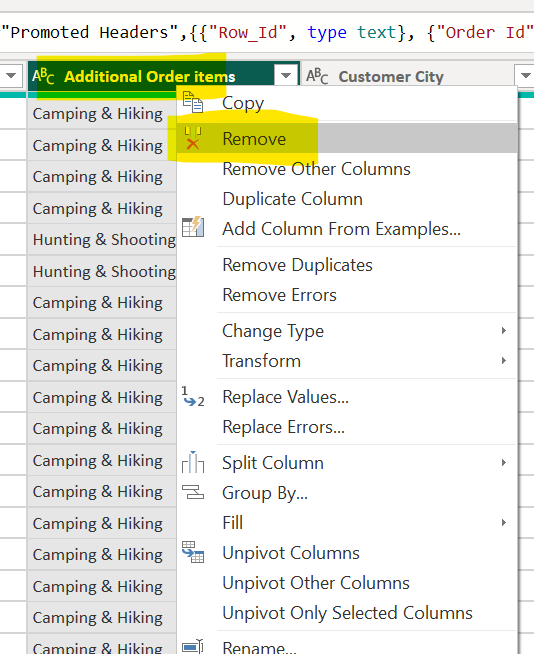 "Promoted Headers",{{"Row_Id", type text}, {"Order Id"
ABC Additional Order items ABC Customer City
Camping & Hiking
Camping & Hiking
Camping & Hiking
Camping & Hiking
Hunting & Shooting
Hunting & Shooting
Camping & Hiking
Camping & Hiking
Camping & Hiking
Camping & Hiking
Camping & Hiking
Camping & Hiking
Camping & Hiking
Camping & Hiking
Camping & Hiking
Camping & Hiking
Camping & Hiking
Camping & Hiking
Copy
Remove
Remove Other Columns
Duplicate Column
Add Column From Examples...
Remove Duplicates
Remove Errors
Change Type
Transform
1 2 Replace Values...
Replace Errors...
Split Column
Group By...
Fill
Unpivot Columns
Unpivot Other Columns
Unpivot Only Selected Columns
Rename...